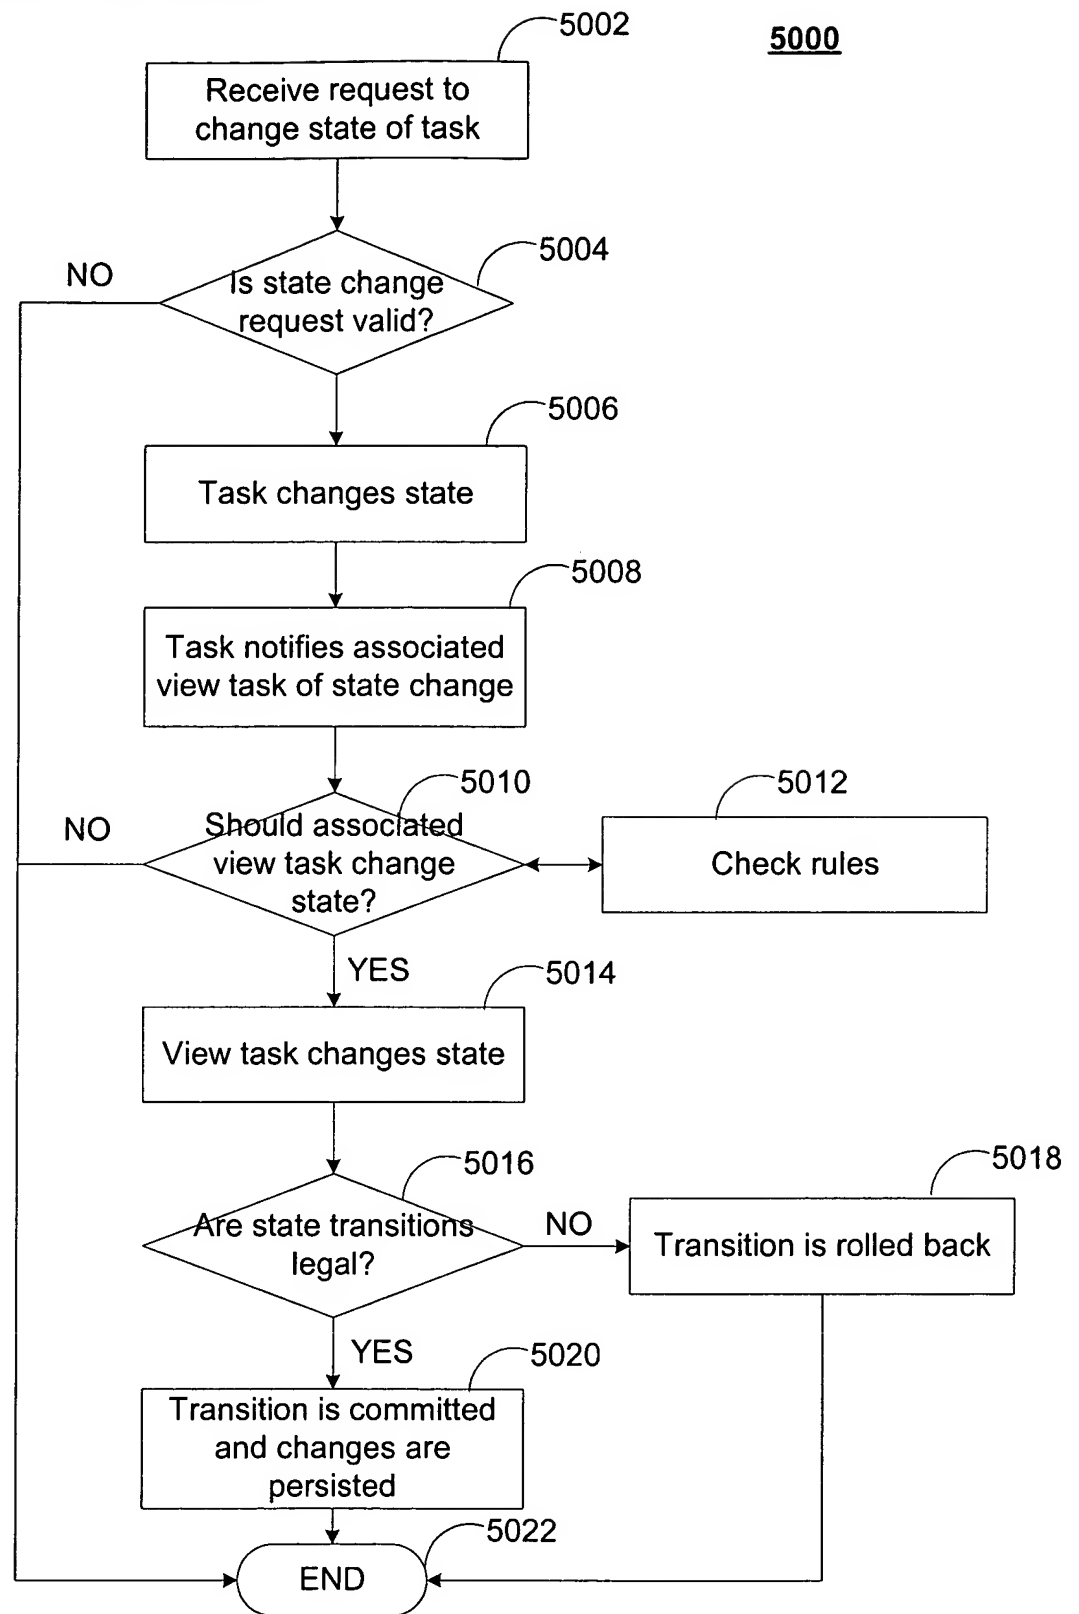 5002
5000
Receive request to
change state of task
5004
NO
Is state change
request valid?
5006
Task changes state
5008
Task notifies associated
view task of state change
5010
5012
NO
Should associated
view task change
state?
Check rules
YES
5014
View task changes state
5016
5018
Are state transitions
legal?
NO
Transition is rolled back
YES
5020
Transition is committed
and changes are
persisted
5022
END